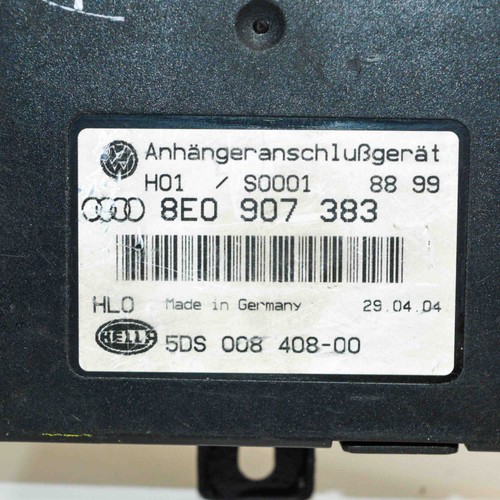 Anhängeranschlußgerät
H01 / S0001 88 99
8E0 907 383
HLO Made in Germany 29.04.04
HELLA 5DS 008 408-00